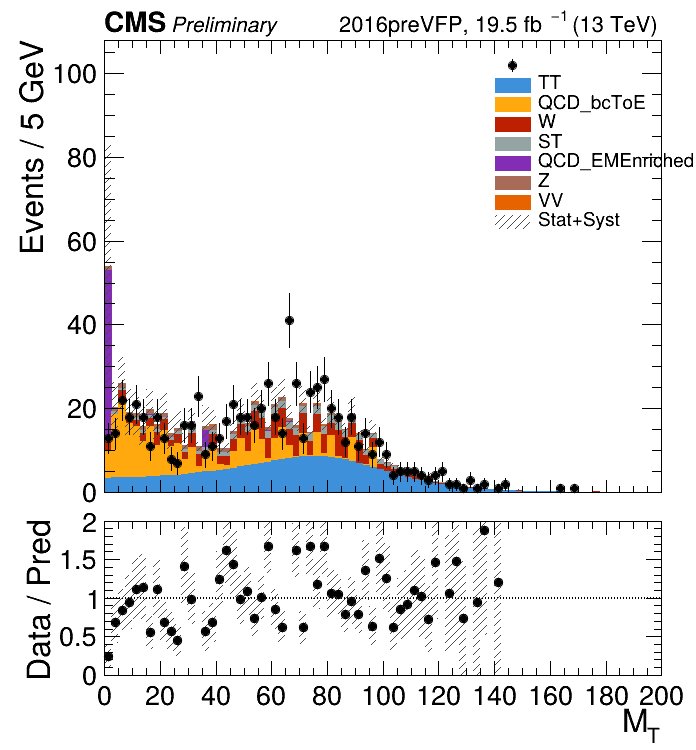 CMS Preliminary 2016preVFP, 19.5 fb⁻¹ (13 TeV)
Events / 5 GeV
100
80
60
40
20
0
TT
QCD_bcToE
W
ST
QCD_EMEnriched
Z
VV
Stat+Syst
Data / Pred
2
1.5
1
0.5
0
0 20 40 60 80 100 120 140 160 180 200
M_T